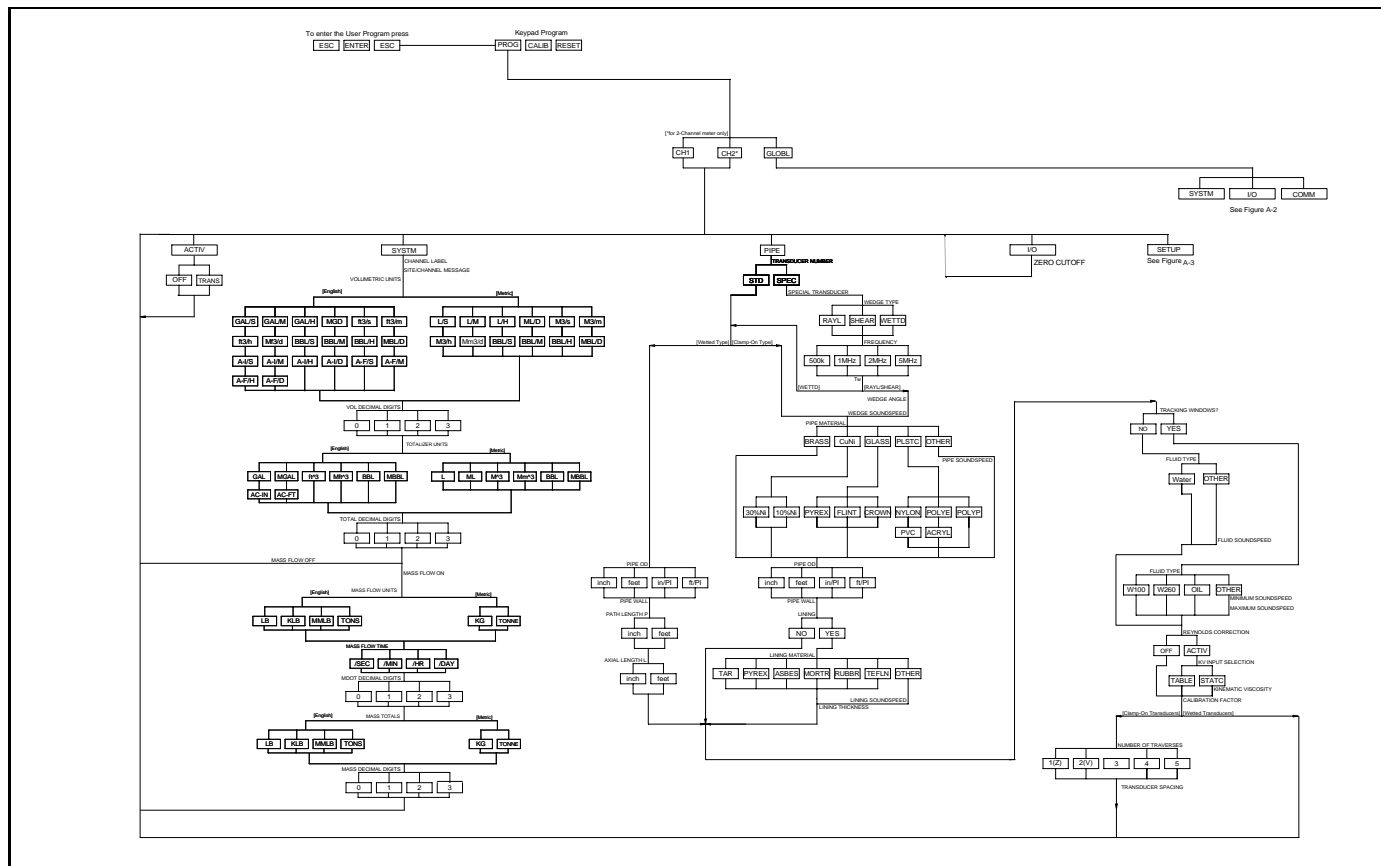 To enter the User Program press
Keypad Program
ESC ENTER ESC
PROG CALIB RESET
[*for 2-Channel meter only]
CH1 CH2* GLOBL
SYSTM I/O COMM
See Figure A-2
ACTIV SYSTM PIPE I/O SETUP
OFF TRANS
CHANNEL LABEL
SITE/CHANNEL MESSAGE
VOLUMETRIC UNITS
[English] [Metric]
GAL/S GAL/M GAL/H MGD ft3/s ft3/m
L/S L/M L/H ML/D M3/s M3/m
ft3/h Mf3/d BBL/S BBL/M BBL/H MBL/D
M3/h Mm3/d BBL/S BBL/M BBL/H MBL/D
A-I/S A-I/M A-I/H A-I/D A-F/S A-F/M
A-F/H A-F/D
VOL DECIMAL DIGITS
0 1 2 3
TOTALIZER UNITS
[English] [Metric]
GAL MGAL ft^3 Mft^3 BBL MBBL
L ML M^3 Mm^3 BBL MBBL
AC-IN AC-FT
TOTAL DECIMAL DIGITS
0 1 2 3
MASS FLOW OFF
MASS FLOW ON
MASS FLOW UNITS
[English] [Metric]
LB KLB MMLB TONS
KG TONNE
MASS FLOW TIME
/SEC /MIN /HR /DAY
MDOT DECIMAL DIGITS
0 1 2 3
MASS TOTALS
[English] [Metric]
LB KLB MMLB TONS
KG TONNE
MASS DECIMAL DIGITS
0 1 2 3
TRANSDUCER NUMBER
STD SPEC
SPECIAL TRANSDUCER
WEDGE TYPE
RAYL SHEAR WETTD
FREQUENCY
500k 1MHz 2MHz 5MHz
Tw
[Wetted Type] [Clamp-On Type]
[WETTD] [RAYL/SHEAR]
WEDGE ANGLE
WEDGE SOUNDSPEED
PIPE MATERIAL
BRASS CuNi GLASS PLSTC OTHER
PIPE SOUNDSPEED
30%Ni 10%Ni PYREX FLINT CROWN NYLON POLYE POLYP
PVC ACRYL
PIPE OD
inch feet in/PI ft/PI
PIPE WALL
PATH LENGTH P
inch feet
AXIAL LENGTH L
inch feet
PIPE OD
inch feet in/PI ft/PI
PIPE WALL
LINING
NO YES
LINING MATERIAL
TAR PYREX ASBES MORTR RUBBR TEFLN OTHER
LINING SOUNDSPEED
LINING THICKNESS
ZERO CUTOFF
See Figure A-3
TRACKING WINDOWS?
NO YES
FLUID TYPE
Water OTHER
FLUID SOUNDSPEED
FLUID TYPE
W100 W260 OIL OTHER
MINIMUM SOUNDSPEED
MAXIMUM SOUNDSPEED
REYNOLDS CORRECTION
OFF ACTIV
KV INPUT SELECTION
TABLE STATC
KINEMATIC VISCOSITY
CALIBRATION FACTOR
[Clamp-On Transducers] [Wetted Transducers]
NUMBER OF TRAVERSES
1(Z) 2(V) 3 4 5
TRANSDUCER SPACING